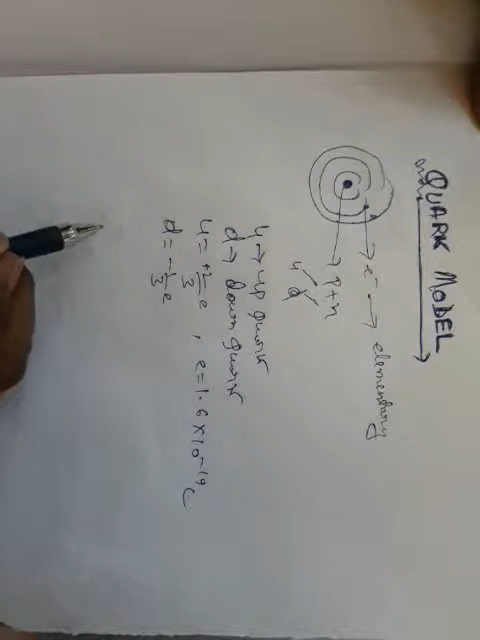 QUARK MODEL
e⁻ → elementary
p + n
u d
u → up quark
d → down quark
u = +2/3 e , e = 1.6 × 10⁻¹⁹ C
d = -1/3 e